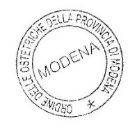 ORDINE DELLE OSTETRICHE DELLA PROVINCIA DI MODENA
MODENA